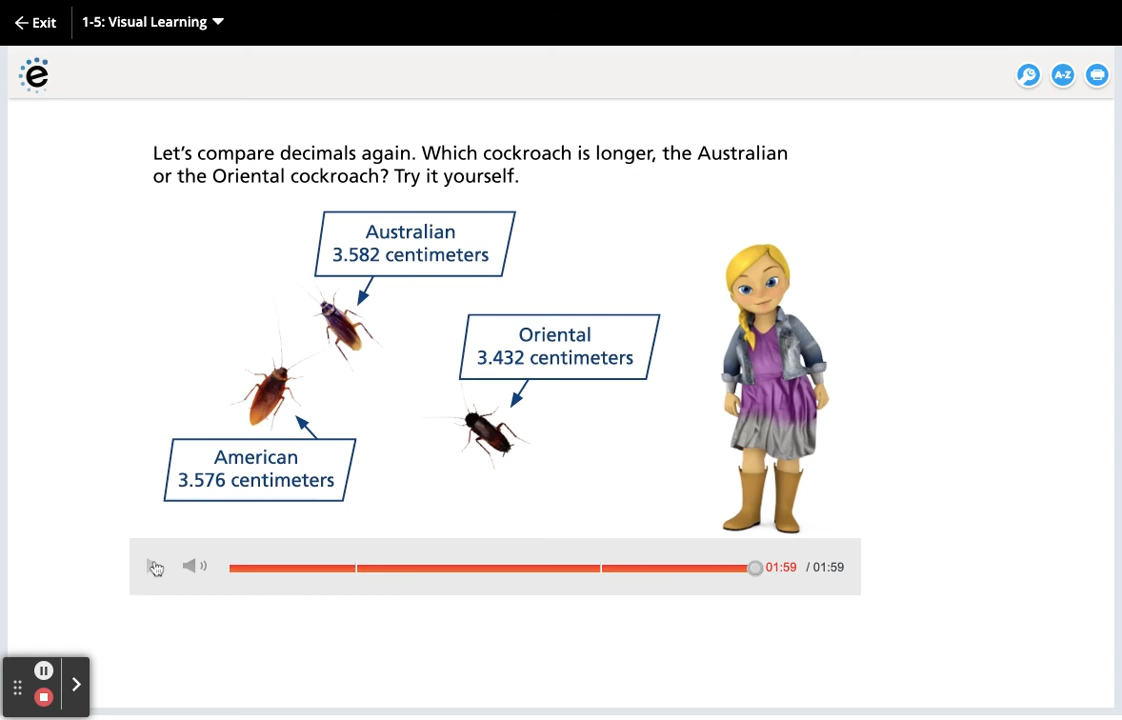 Exit
1-5: Visual Learning
e
A-Z
Let's compare decimals again. Which cockroach is longer, the Australian
or the Oriental cockroach? Try it yourself.
Australian
3.582 centimeters
Oriental
3.432 centimeters
American
3.576 centimeters
01:59 / 01:59